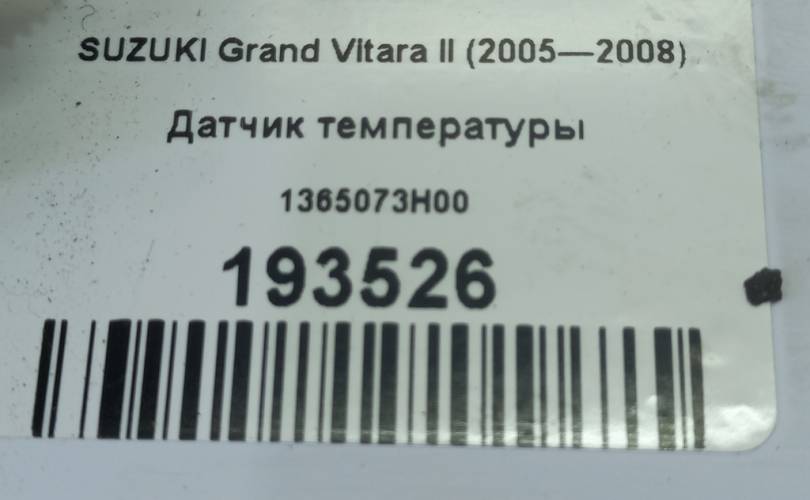 SUZUKI Grand Vitara II (2005—2008)
Датчик температуры
1365073H00
193526